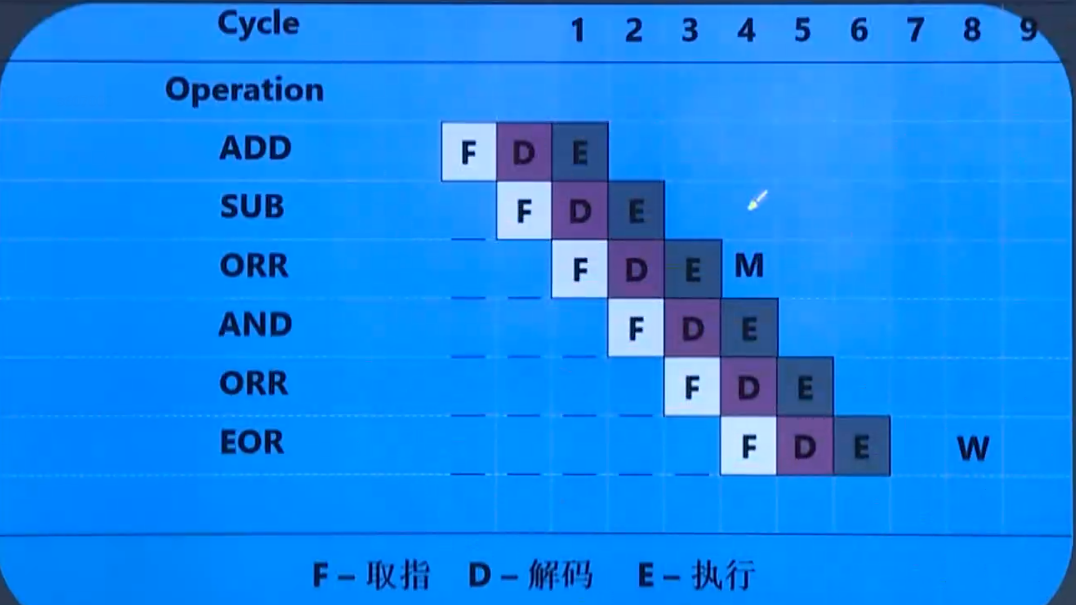 Cycle 1 2 3 4 5 6 7 8 9
Operation
ADD F D E
SUB F D E
ORR F D E M
AND F D E
ORR F D E
EOR F D E W
F – 取指 D – 解码 E – 执行